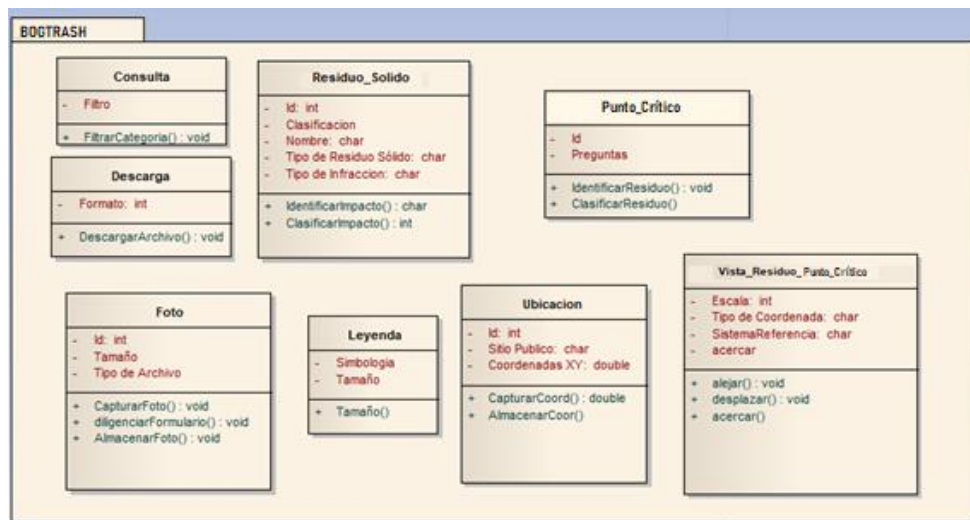 BOGTRASH
Consulta
- Filtro
+ FiltrarCategoria() : void
Descarga
- Formato: int
+ DescargarArchivo() : void
Residuo_Solido
- Id: int
- Clasificacion
- Nombre: char
- Tipo de Residuo Sólido: char
- Tipo de Infraccion: char
+ IdentificarImpacto() : char
+ ClasificarImpacto() : int
Punto_Crítico
- Id
- Preguntas
+ IdentificarResiduo() : void
+ ClasificarResiduo()
Foto
- Id: int
- Tamaño
- Tipo de Archivo
+ CapturarFoto() : void
+ diligenciarFormulario() : void
+ AlmacenarFoto() : void
Leyenda
- Simbologia
- Tamaño
+ Tamaño()
Ubicacion
- Id: int
- Sitio Publico: char
- Coordenadas XY: double
+ CapturarCoord() : double
+ AlmacenarCoor()
Vista_Residuo_Punto_Crítico
- Escala: int
- Tipo de Coordenada: char
- SistemaReferencia: char
- acercar
+ alejar() : void
+ desplazar() : void
+ acercar()